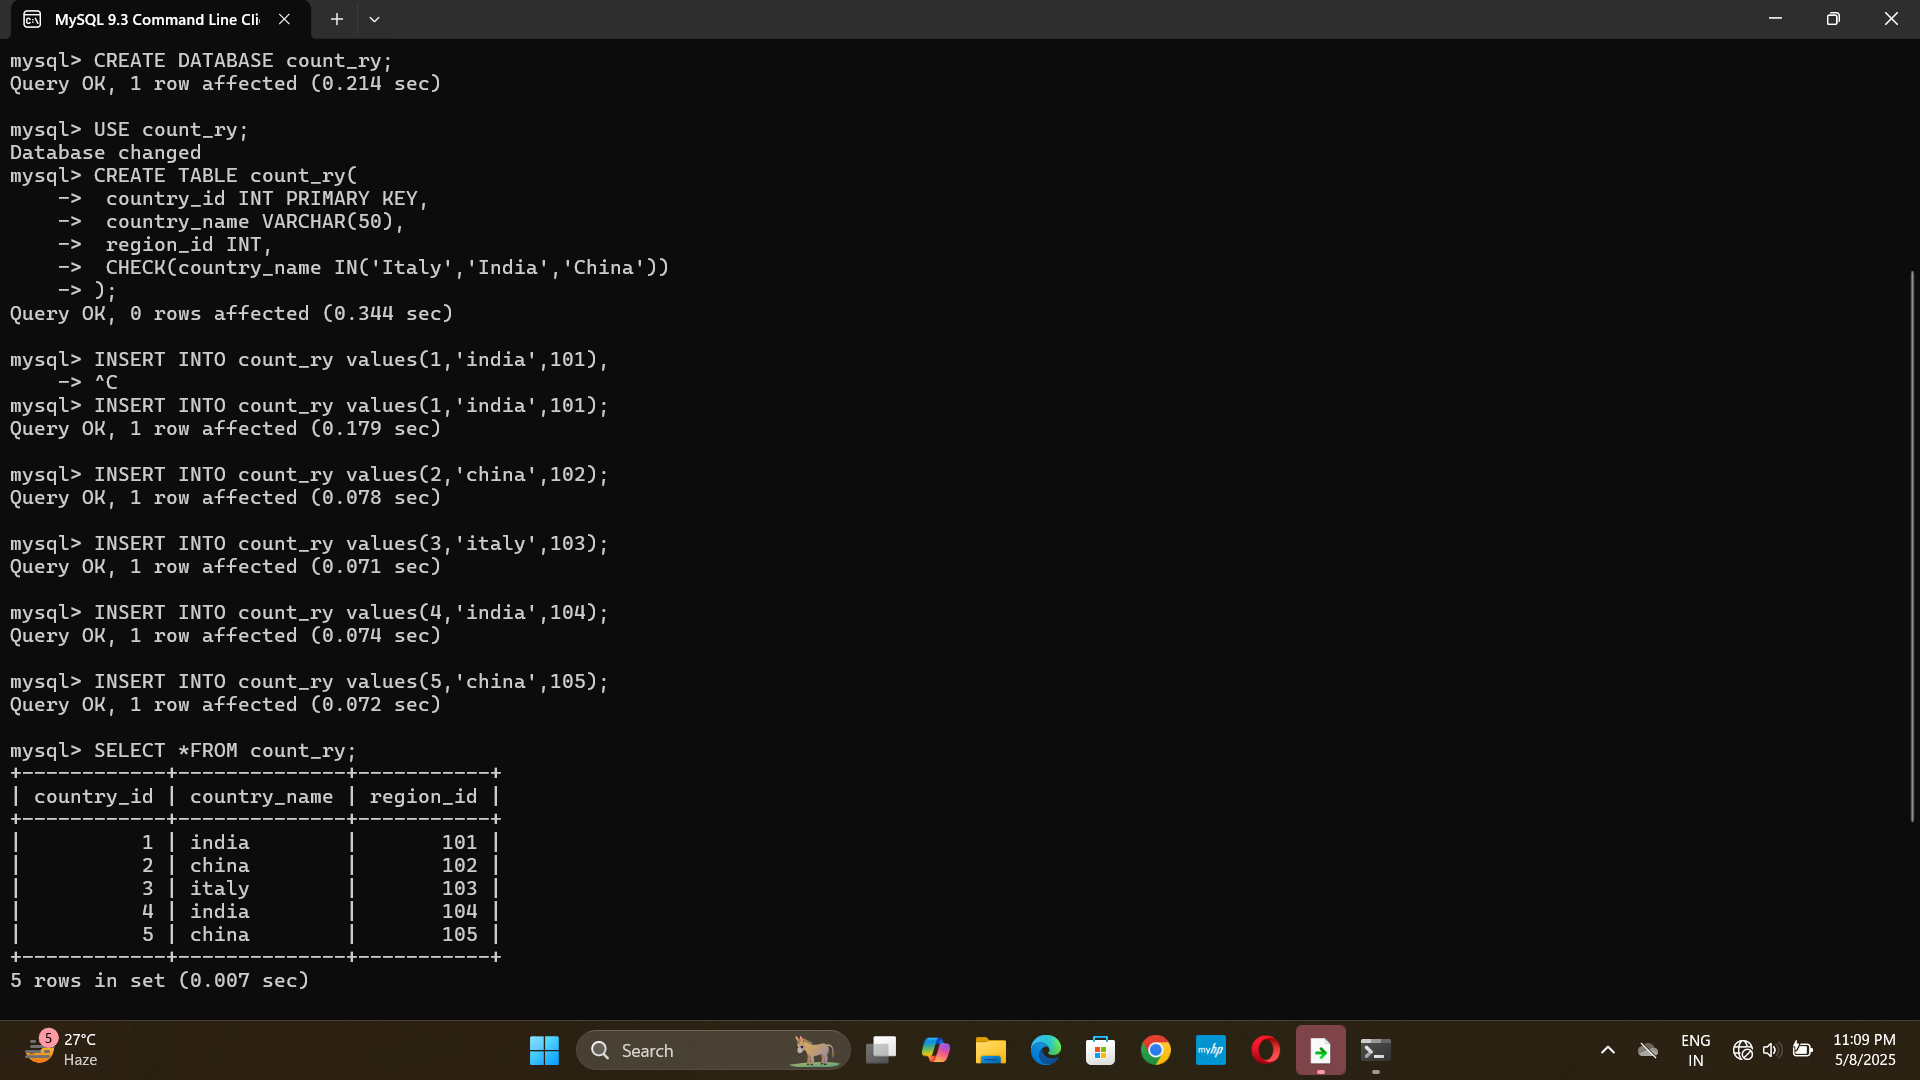 MySQL 9.3 Command Line Cli
mysql> CREATE DATABASE count_ry;
Query OK, 1 row affected (0.214 sec)
mysql> USE count_ry;
Database changed
mysql> CREATE TABLE count_ry(
    ->  country_id INT PRIMARY KEY,
    ->  country_name VARCHAR(50),
    ->  region_id INT,
    ->  CHECK(country_name IN('Italy','India','China'))
    -> );
Query OK, 0 rows affected (0.344 sec)
mysql> INSERT INTO count_ry values(1,'india',101),
    -> ^C
mysql> INSERT INTO count_ry values(1,'india',101);
Query OK, 1 row affected (0.179 sec)
mysql> INSERT INTO count_ry values(2,'china',102);
Query OK, 1 row affected (0.078 sec)
mysql> INSERT INTO count_ry values(3,'italy',103);
Query OK, 1 row affected (0.071 sec)
mysql> INSERT INTO count_ry values(4,'india',104);
Query OK, 1 row affected (0.074 sec)
mysql> INSERT INTO count_ry values(5,'china',105);
Query OK, 1 row affected (0.072 sec)
mysql> SELECT *FROM count_ry;
+------------+--------------+-----------+
| country_id | country_name | region_id |
+------------+--------------+-----------+
|          1 | india        |       101 |
|          2 | china        |       102 |
|          3 | italy        |       103 |
|          4 | india        |       104 |
|          5 | china        |       105 |
+------------+--------------+-----------+
5 rows in set (0.007 sec)
5
27°C
Haze
Search
myhp
ENG
IN
11:09 PM
5/8/2025